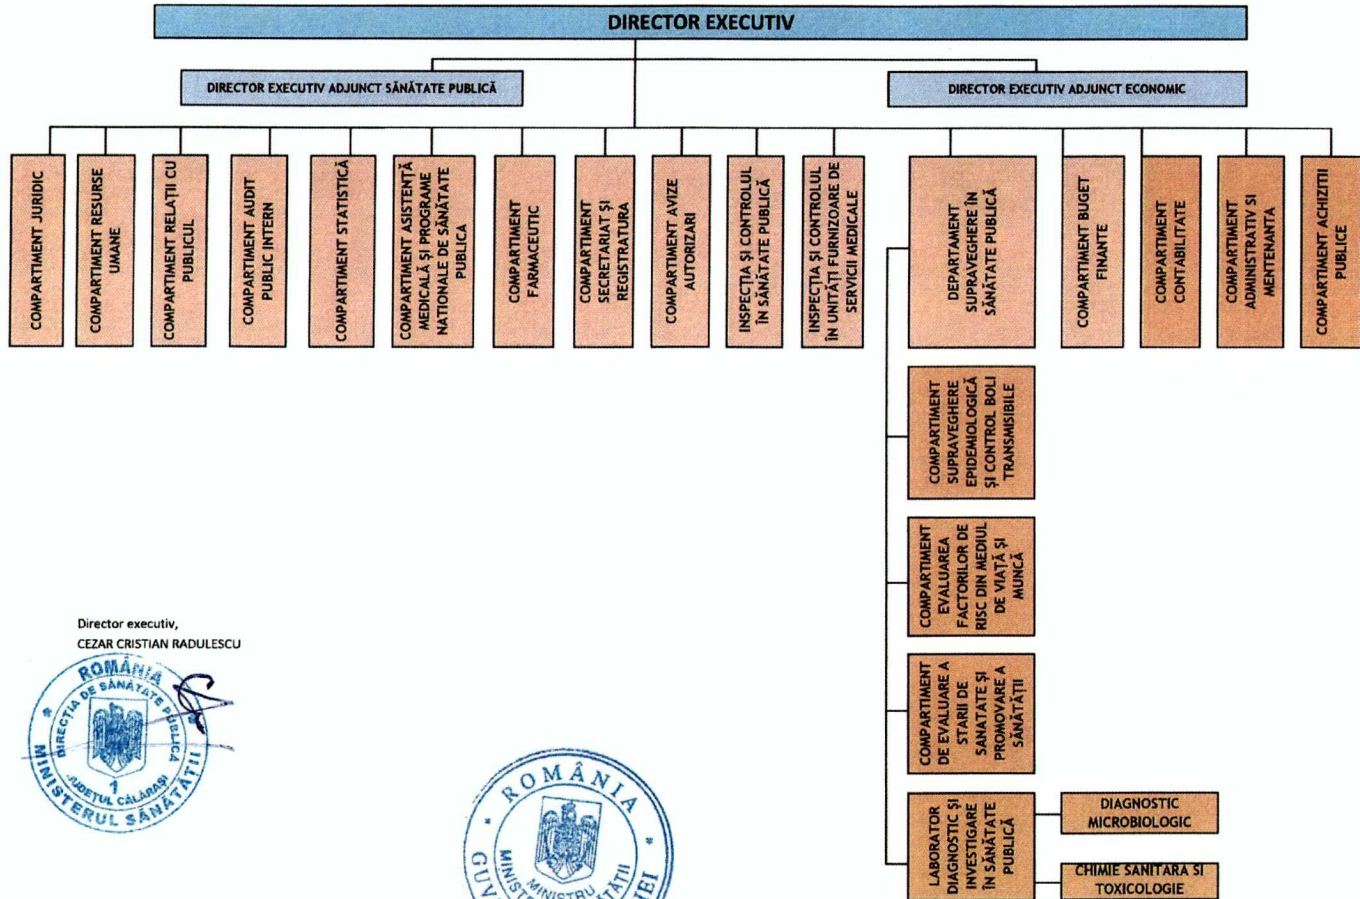 DIRECTOR EXECUTIV
DIRECTOR EXECUTIV ADJUNCT SĂNĂTATE PUBLICĂ
DIRECTOR EXECUTIV ADJUNCT ECONOMIC
COMPARTIMENT JURIDIC
COMPARTIMENT RESURSE
UMANE
COMPARTIMENT RELAȚII CU
PUBLICUL
COMPARTIMENT AUDIT
PUBLIC INTERN
COMPARTIMENT STATISTICĂ
COMPARTIMENT ASISTENȚĂ
MEDICALĂ ȘI PROGRAME
NATIONALE DE SĂNĂTATE
PUBLICA
COMPARTIMENT
FARMACEUTIC
COMPARTIMENT
SECRETARIAT ȘI
REGISTRATURA
COMPARTIMENT AVIZE
AUTORIZARI
INSPECȚIA ȘI CONTROLUL
ÎN SĂNĂTATE PUBLICĂ
INSPECȚIA ȘI CONTROLUL
ÎN UNITĂȚI FURNIZOARE DE
SERVICII MEDICALE
DEPARTAMENT
SUPRAVEGHERE ÎN
SĂNĂTATE PUBLICĂ
COMPARTIMENT BUGET
FINANTE
COMPARTIMENT
CONTABILITATE
COMPARTIMENT
ADMINISTRATIV SI
MENTENANTA
COMPARTIMENT ACHIZITII
PUBLICE
COMPARTIMENT
SUPRAVEGHERE
EPIDEMIOLOGICĂ
ȘI CONTROL BOLI
TRANSMISIBILE
COMPARTIMENT
EVALUAREA
FACTORILOR DE
RISC DIN MEDIUL
DE VIAȚĂ ȘI
MUNCĂ
COMPARTIMENT
DE EVALUARE A
STARII DE
SANATATE ȘI
PROMOVARE A
SĂNĂTĂȚII
LABORATOR
DIAGNOSTIC ȘI
INVESTIGARE
ÎN SĂNĂTATE
PUBLICĂ
DIAGNOSTIC
MICROBIOLOGIC
CHIMIE SANITARA SI
TOXICOLOGIE
Director executiv,
CEZAR CRISTIAN RADULESCU
ROMÂNIA
MINISTERUL SĂNĂTĂȚII
DIRECȚIA DE SĂNĂTATE PUBLICĂ
JUDEȚUL CĂLĂRAȘI
1
ROMÂNIA
MINISTRU